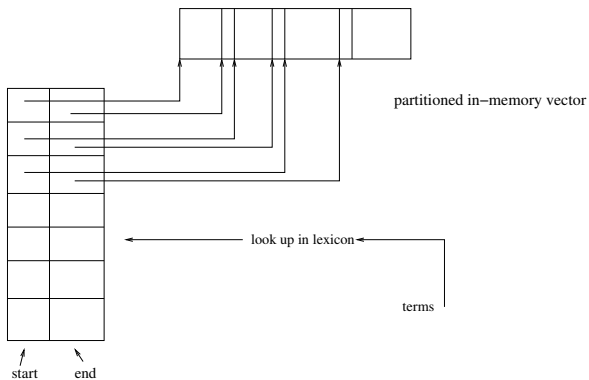 partitioned in−memory vector
look up in lexicon
terms
start
end